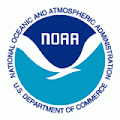 NATIONAL OCEANIC AND ATMOSPHERIC ADMINISTRATION
NOAA
U.S. DEPARTMENT OF COMMERCE